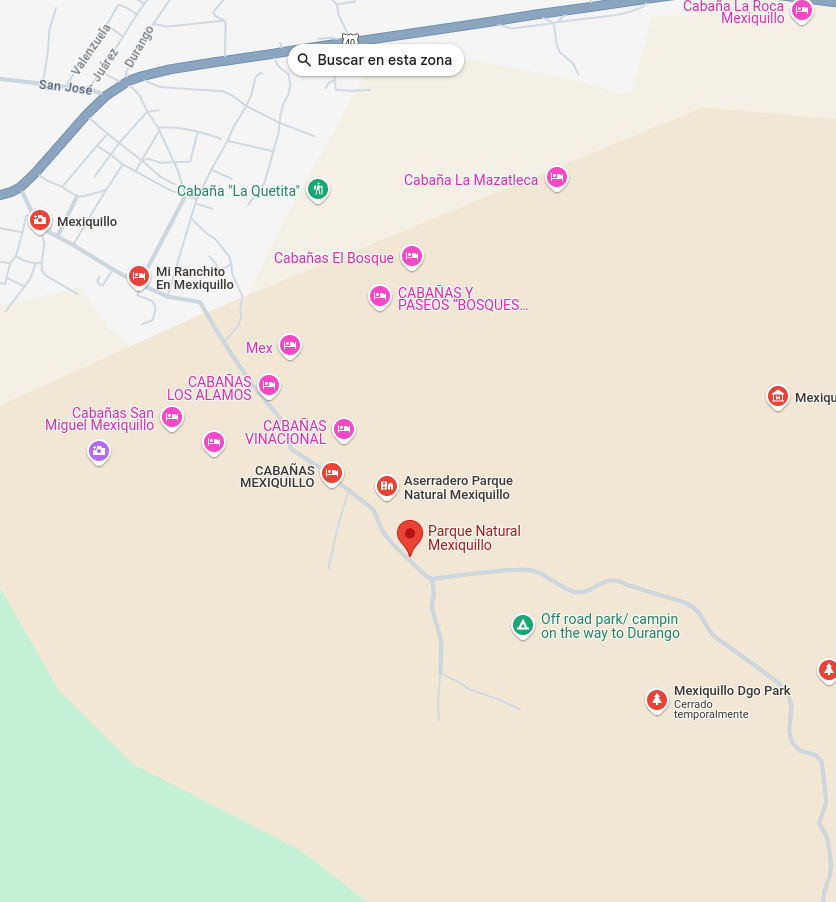 Cabaña La Roca
Mexiquillo
40
Buscar en esta zona
Valenzuela
Juárez
Durango
San José
Cabaña La Mazatleca
Cabaña "La Quetita"
Mexiquillo
Cabañas El Bosque
Mi Ranchito
En Mexiquillo
CABAÑAS Y
PASEOS "BOSQUES...
Mex
CABAÑAS
LOS ALAMOS
Mexiqu
Cabañas San
Miguel Mexiquillo
CABAÑAS
VINACIONAL
CABAÑAS
MEXIQUILLO
Aserradero Parque
Natural Mexiquillo
Parque Natural
Mexiquillo
Off road park/ campin
on the way to Durango
Mexiquillo Dgo Park
Cerrado
temporalmente